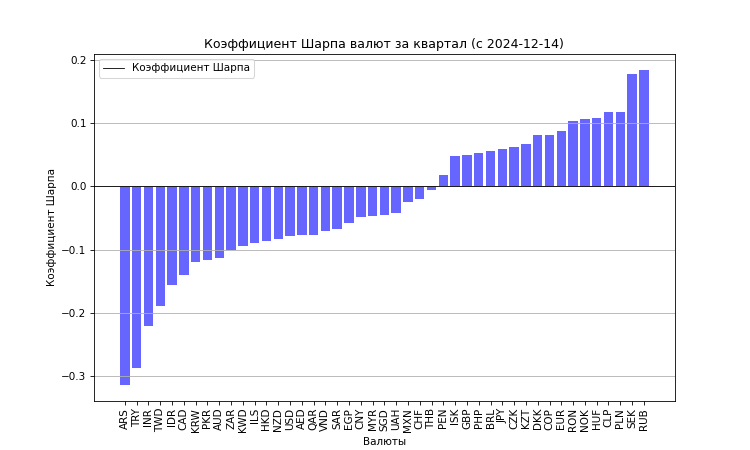 Коэффициент Шарпа валют за квартал (с 2024-12-14)
Коэффициент Шарпа
0.2
0.1
0.0
−0.1
−0.2
−0.3
Коэффициент Шарпа
ARS TRY INR TWD IDR CAD KRW PKR AUD ZAR KWD ILS HKD NZD USD AED QAR VND SAR EGP CNY MYR SGD UAH MXN CHF THB PEN ISK GBP PHP BRL JPY CZK KZT DKK COP EUR RON NOK HUF CLP PLN SEK RUB
Валюты